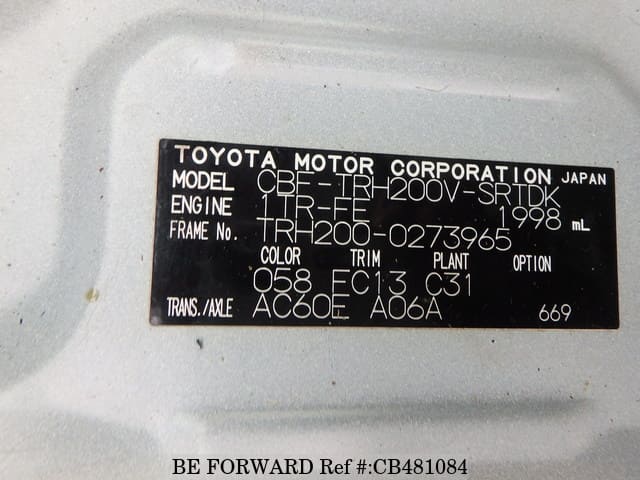 TOYOTA MOTOR CORPORATION JAPAN
MODEL CBF-TRH200V-SRTDK
ENGINE 1TR-FE 1998 mL
FRAME No. TRH200-0273965
COLOR TRIM PLANT OPTION
058 EC13 C31
TRANS./AXLE AC60E A06A 669
BE FORWARD Ref #:CB481084